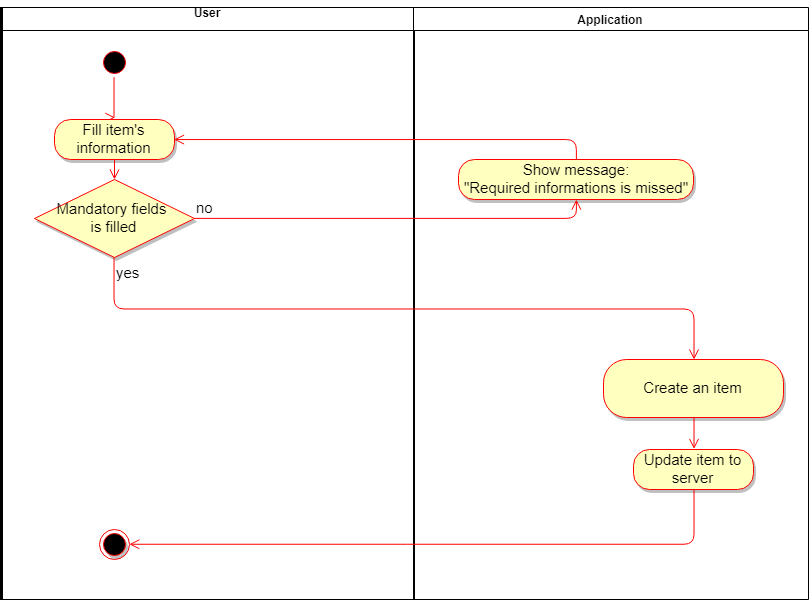 User
Application
Fill item's
information
Show message:
"Required informations is missed"
Mandatory fields
is filled
no
yes
Create an item
Update item to
server